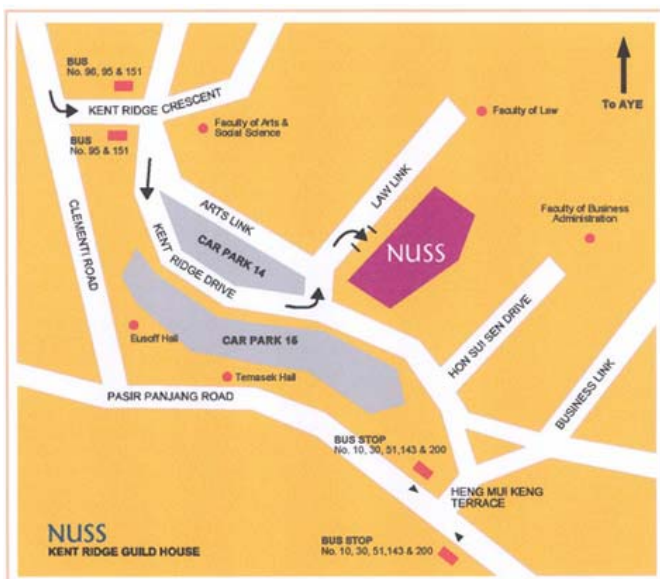 BUS
No. 96, 95 & 151
To AYE
KENT RIDGE CRESCENT
Faculty of Arts &
Social Science
Faculty of Law
BUS
No. 95 & 151
LAW LINK
ARTS LINK
CLEMENTI ROAD
Faculty of Business
Administration
CAR PARK 14
KENT RIDGE DRIVE
NUSS
HON SUI SEN DRIVE
Eusoff Hall
CAR PARK 15
BUSINESS LINK
Temasek Hall
PASIR PANJANG ROAD
BUS STOP
No. 10, 30, 51,143 & 200
HENG MUI KENG
TERRACE
NUSS
KENT RIDGE GUILD HOUSE
BUS STOP
No. 10, 30, 51,143 & 200